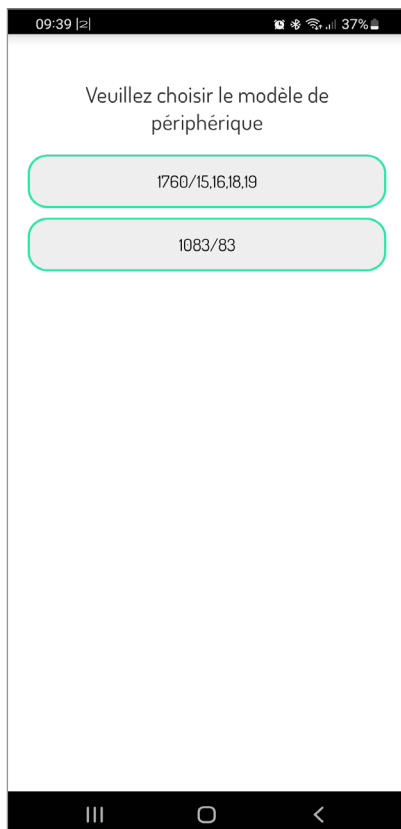 09:39 |z|
37%
Veuillez choisir le modèle de
périphérique
1760/15,16,18,19
1083/83